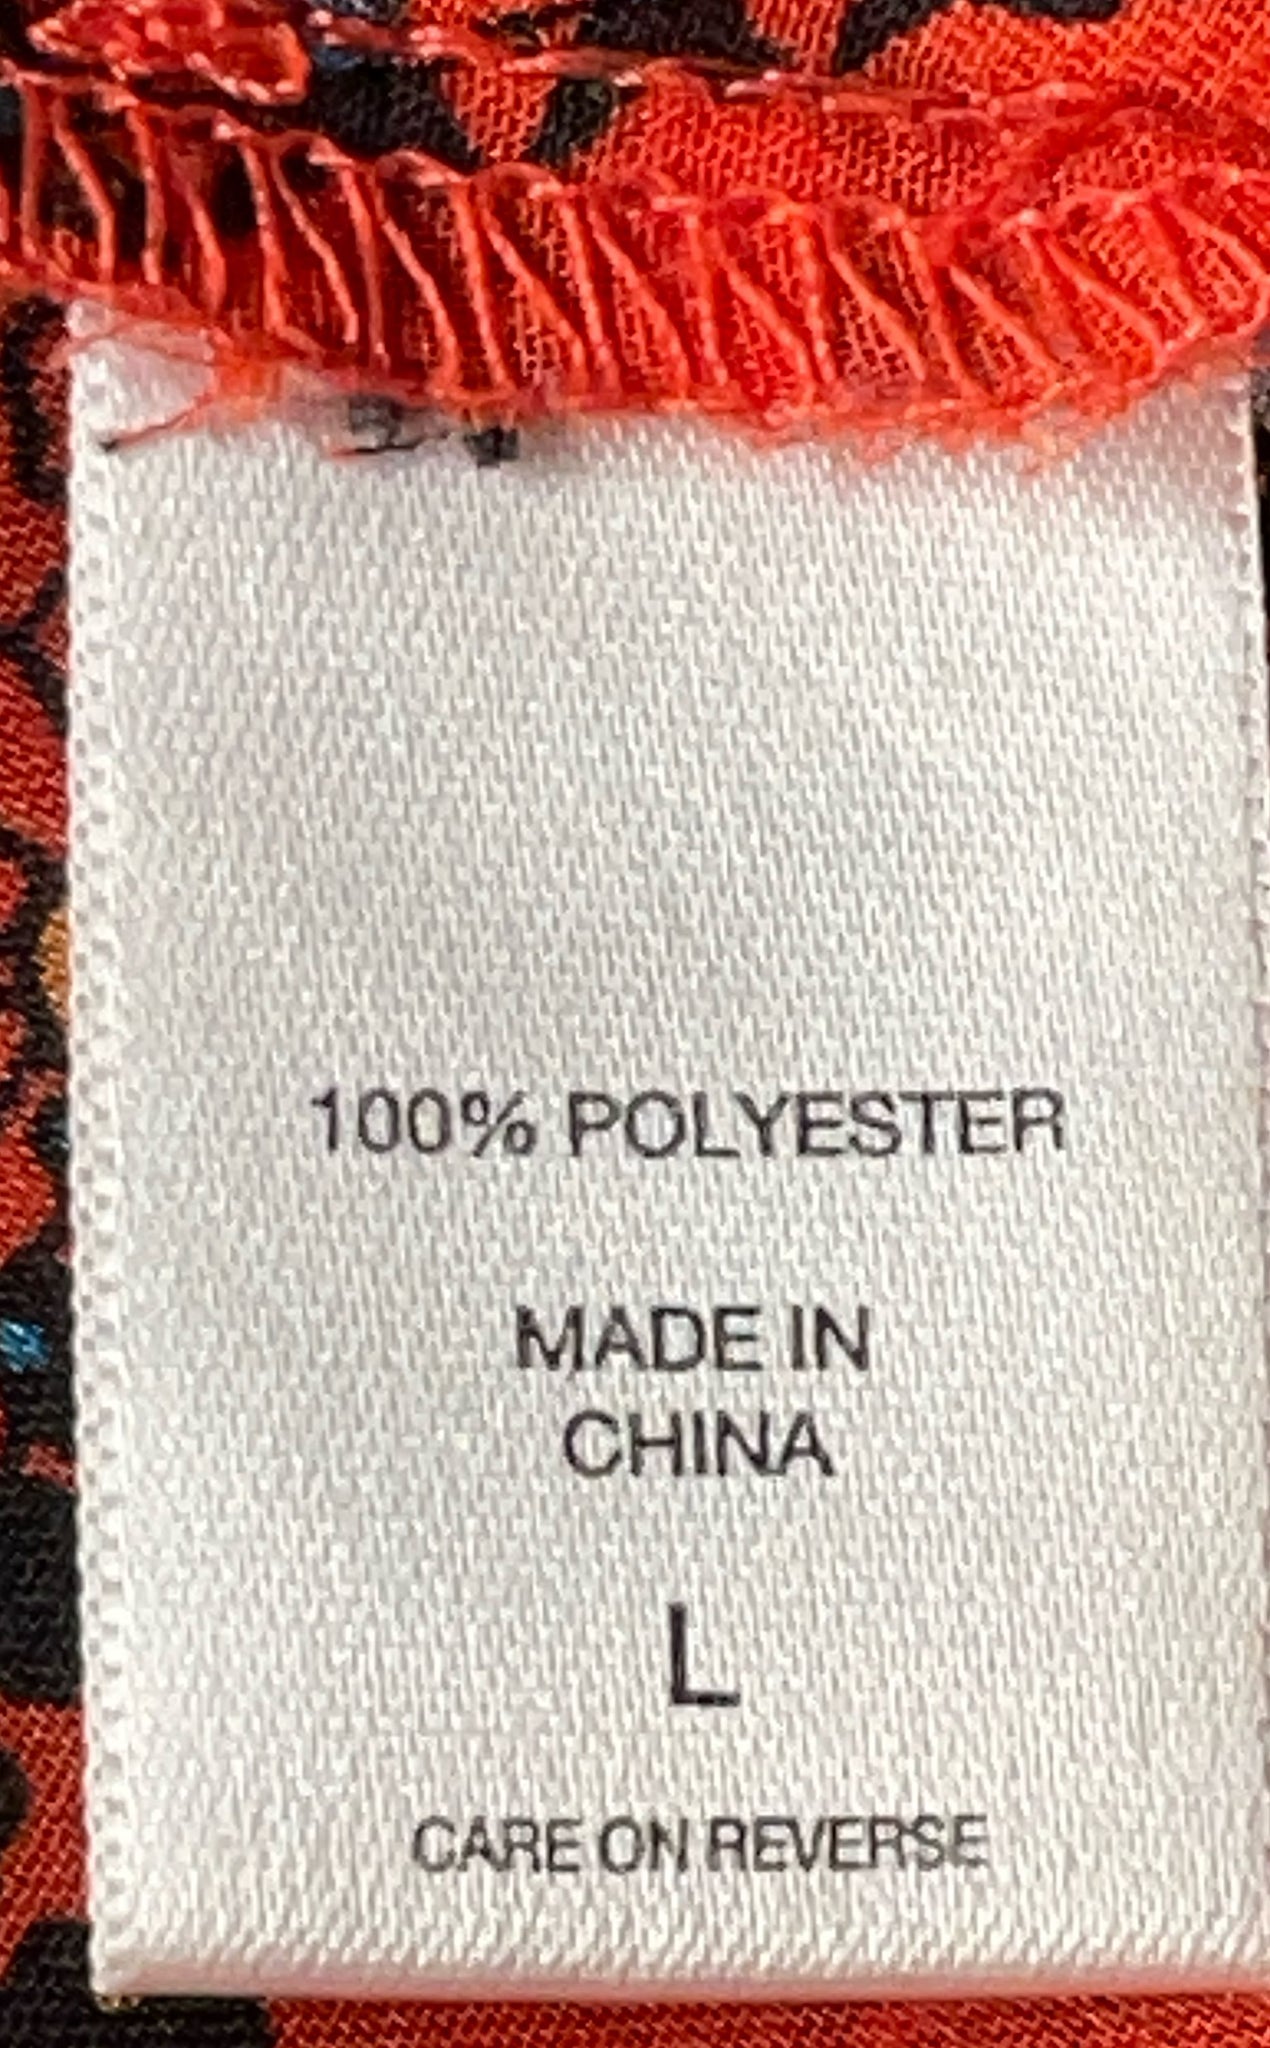 100% POLYESTER
MADE IN
CHINA
L
CARE ON REVERSE